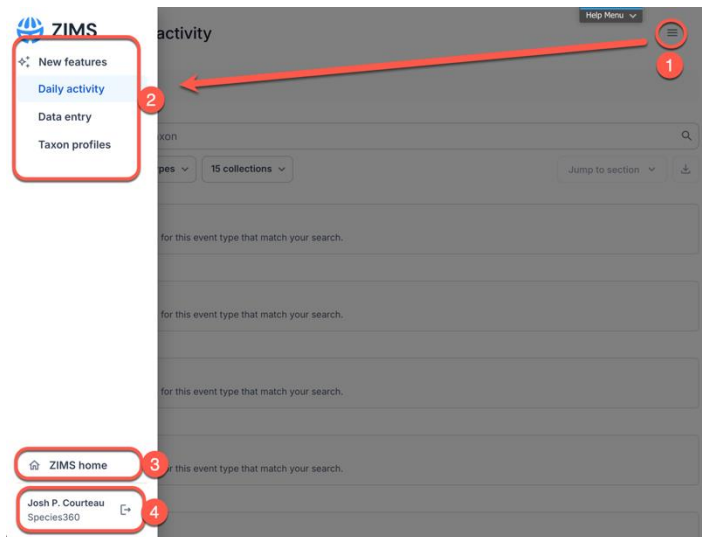 ZIMS
activity
Help Menu
1
New features
Daily activity
2
Data entry
Taxon profiles
xon
pes
15 collections
Jump to section
for this event type that match your search.
for this event type that match your search.
for this event type that match your search.
ZIMS home
3
r this event type that match your search.
Josh P. Courteau
Species360
4